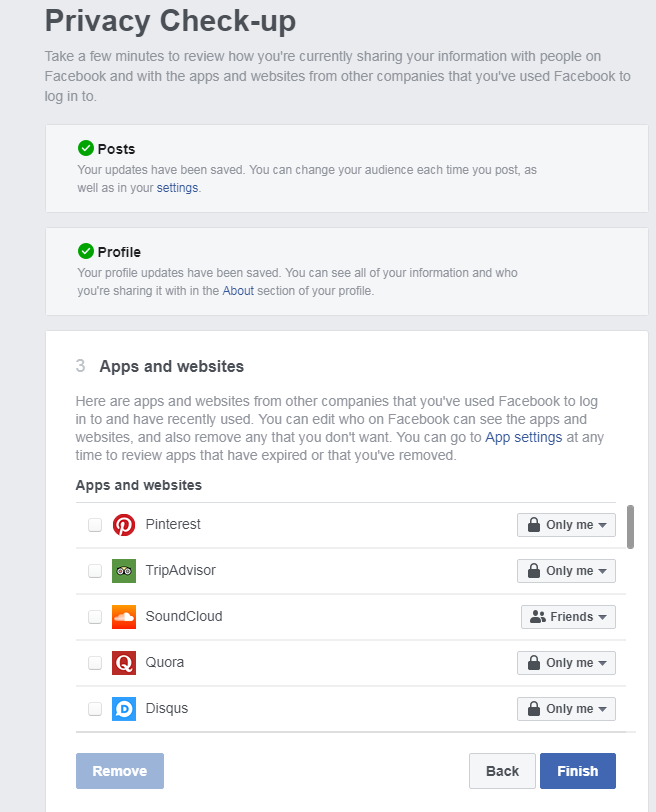 Privacy Check-up
Take a few minutes to review how you're currently sharing your information with people on
Facebook and with the apps and websites from other companies that you've used Facebook to
log in to.
Posts
Your updates have been saved. You can change your audience each time you post, as
well as in your settings.
Profile
Your profile updates have been saved. You can see all of your information and who
you're sharing it with in the About section of your profile.
3 Apps and websites
Here are apps and websites from other companies that you've used Facebook to log
in to and have recently used. You can edit who on Facebook can see the apps and
websites, and also remove any that you don't want. You can go to App settings at any
time to review apps that have expired or that you've removed.
Apps and websites
Pinterest Only me
TripAdvisor Only me
SoundCloud Friends
Quora Only me
Disqus Only me
Remove Back Finish